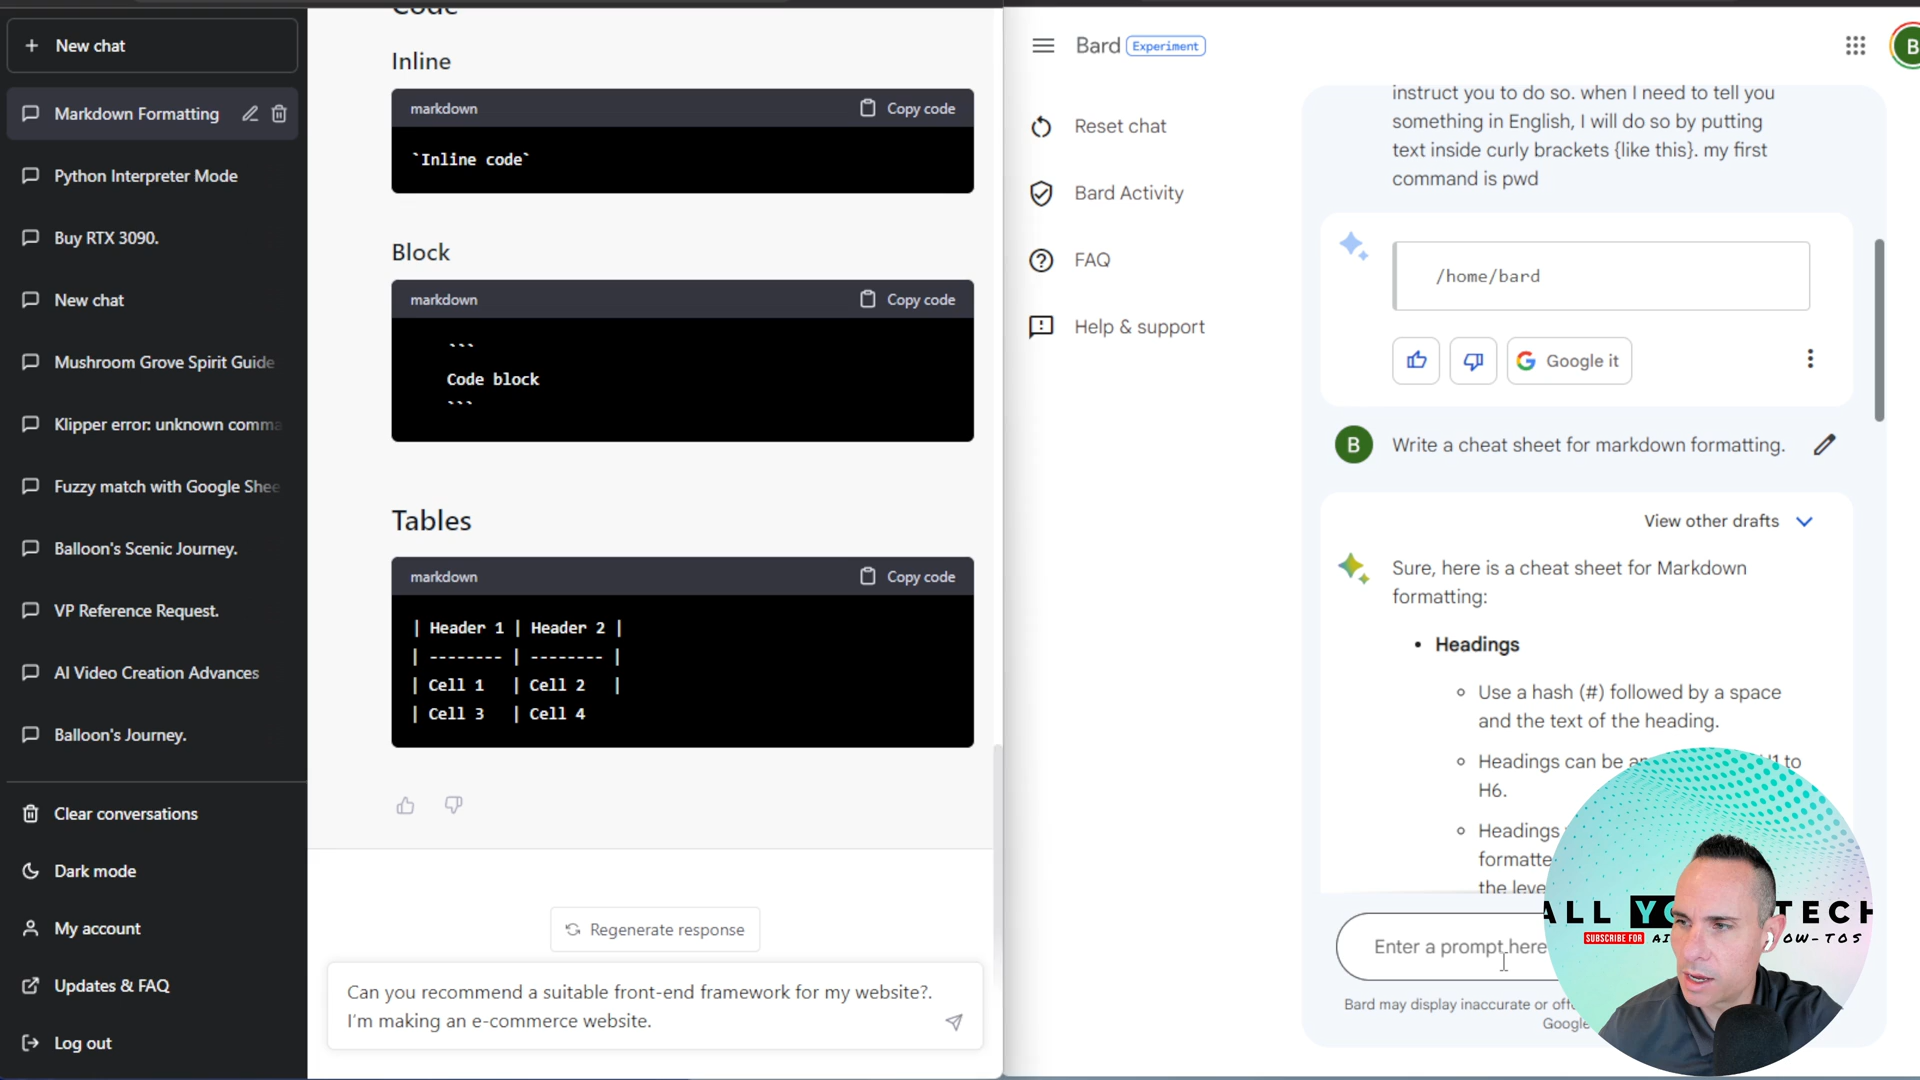 New chat
Markdown Formatting
Python Interpreter Mode
Buy RTX 3090.
New chat
Mushroom Grove Spirit Guide
Klipper error: unknown comma
Fuzzy match with Google Shee
Balloon's Scenic Journey.
VP Reference Request.
AI Video Creation Advances
Balloon's Journey.
Clear conversations
Dark mode
My account
Updates & FAQ
Log out
Code
Inline
markdown
Copy code
`Inline code`
Block
markdown
Copy code
```
Code block
```
Tables
markdown
Copy code
| Header 1 | Header 2 |
| -------- | -------- |
| Cell 1   | Cell 2   |
| Cell 3   | Cell 4
Regenerate response
Can you recommend a suitable front-end framework for my website?.
I'm making an e-commerce website.
Bard Experiment
B
Reset chat
Bard Activity
FAQ
Help & support
instruct you to do so. when I need to tell you
something in English, I will do so by putting
text inside curly brackets {like this}. my first
command is pwd
/home/bard
Google it
B
Write a cheat sheet for markdown formatting.
View other drafts
Sure, here is a cheat sheet for Markdown
formatting:
• Headings
Use a hash (#) followed by a space
and the text of the heading.
Headings can be
to
H6.
Headings
the
Enter a prompt here
Bard may display inaccurate or
Google
ALL TECH
SUBSCRIBE FOR AI